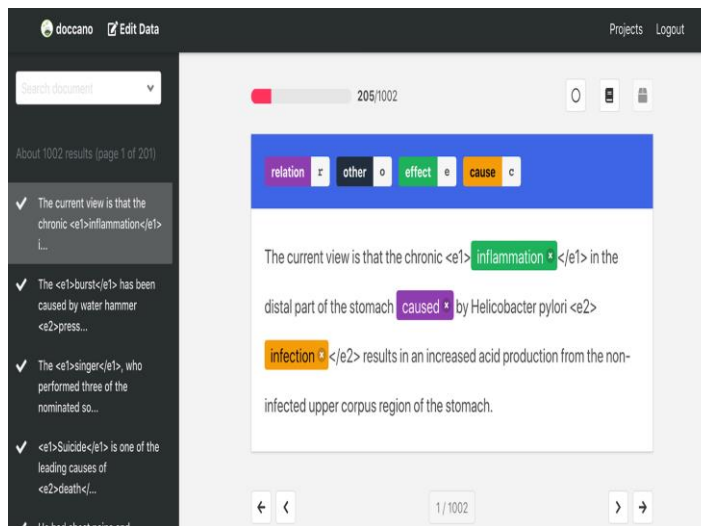 doccano Edit Data Projects Logout
Search document
About 1002 results (page 1 of 201)
The current view is that the
chronic <e1>inflammation</e1>
i...
The <e1>burst</e1> has been
caused by water hammer
<e2>press...
The <e1>singer</e1>, who
performed three of the
nominated so...
<e1>Suicide</e1> is one of the
leading causes of
<e2>death</...
205/1002
relation r other o effect e cause c
The current view is that the chronic <e1> inflammation </e1> in the
distal part of the stomach caused by Helicobacter pylori <e2>
infection </e2> results in an increased acid production from the non-
infected upper corpus region of the stomach.
1 / 1002